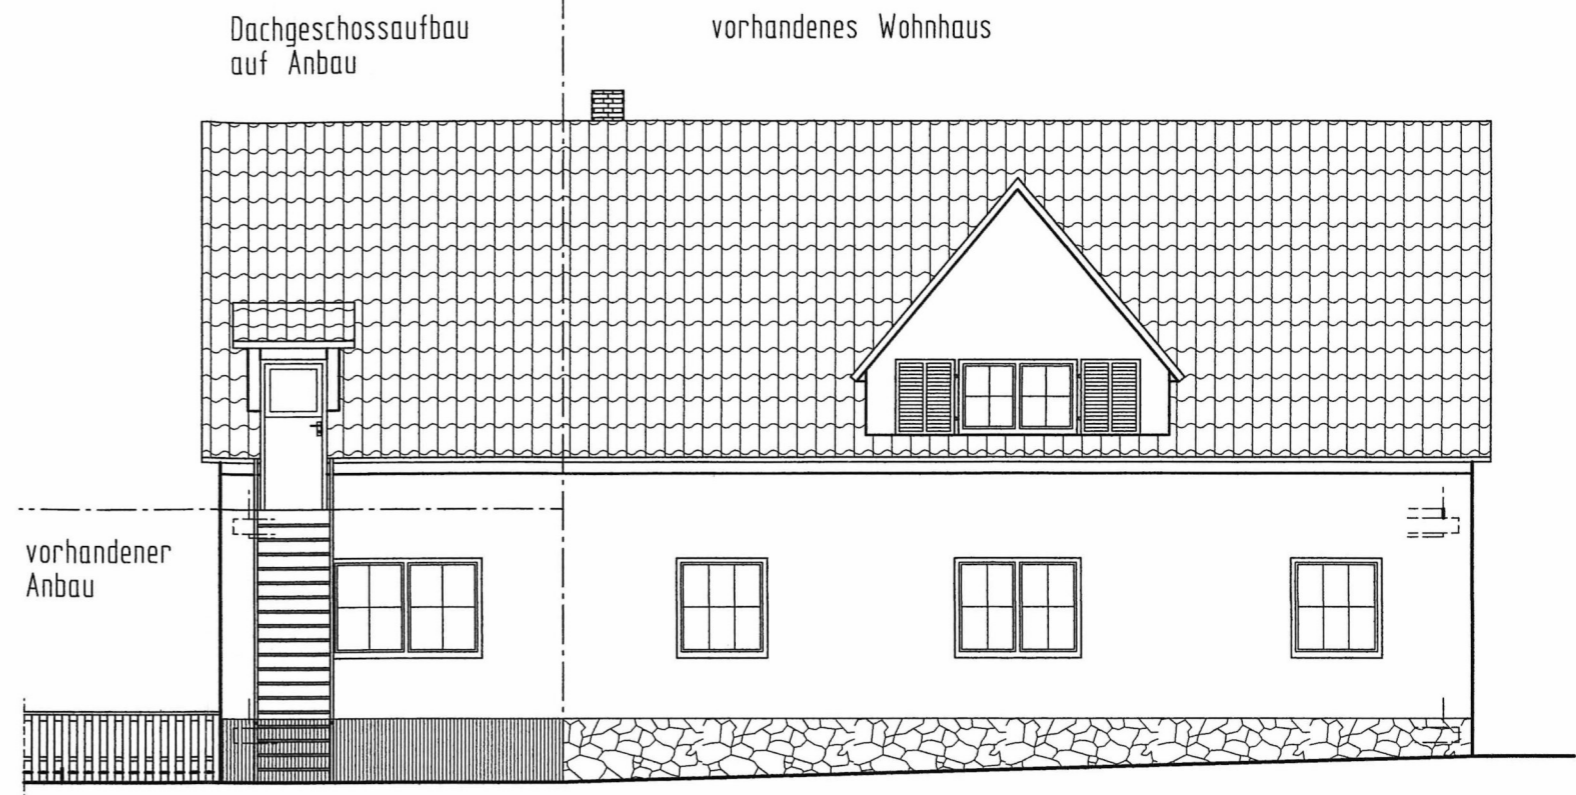 Dachgeschossaufbau
auf Anbau
vorhandenes Wohnhaus
vorhandener
Anbau